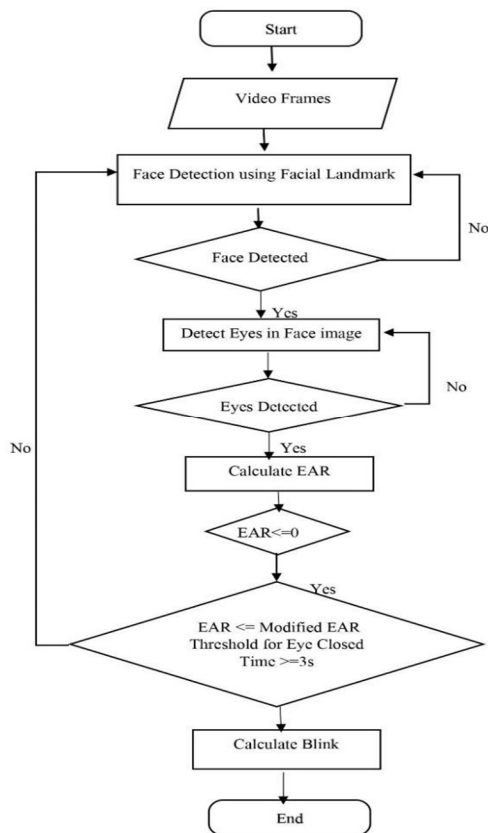 Start
Video Frames
Face Detection using Facial Landmark
No
Face Detected
Yes
Detect Eyes in Face image
No
Eyes Detected
No
Yes
Calculate EAR
EAR<=0
Yes
EAR <= Modified EAR
Threshold for Eye Closed
Time >=3s
Calculate Blink
End